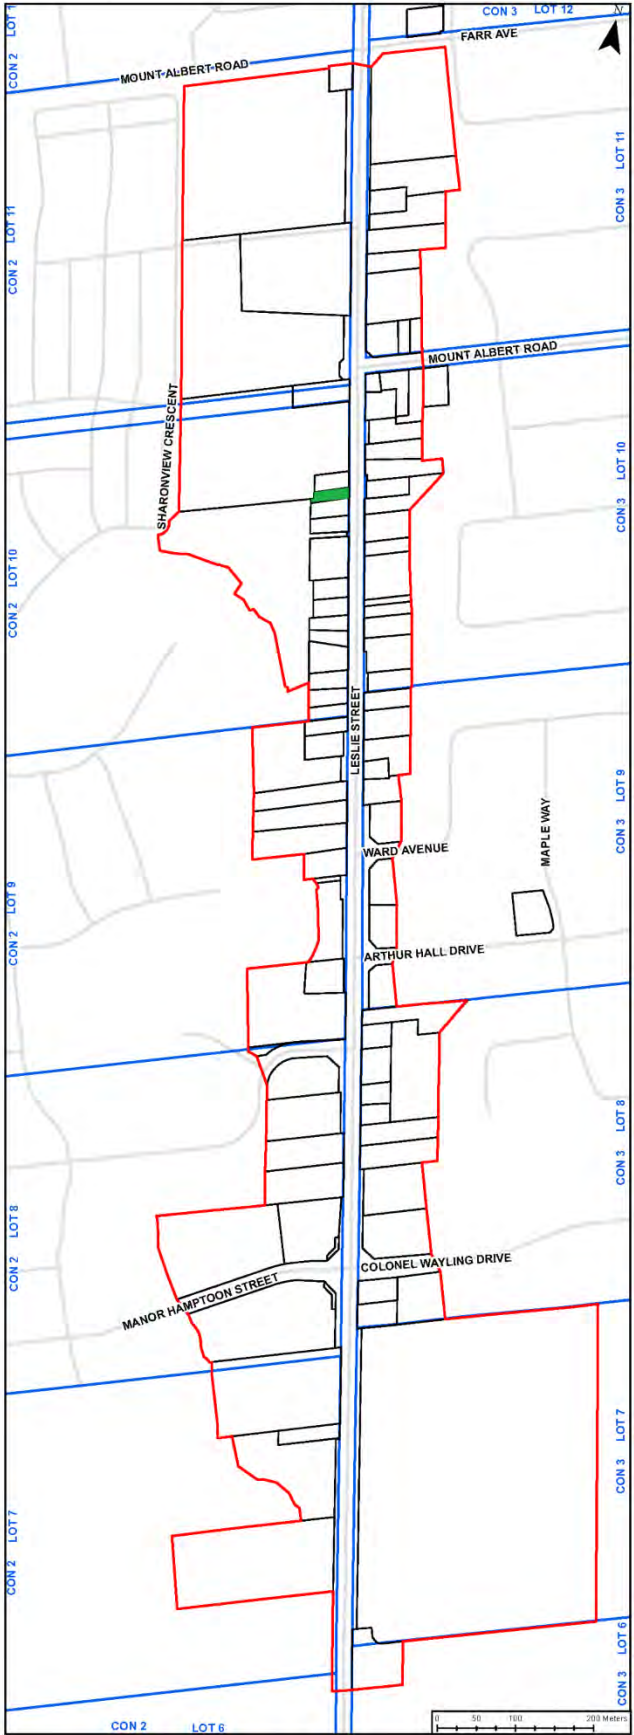 CON 3 LOT 12
N
CON 2 LOT 1
FARR AVE
MOUNT ALBERT ROAD
CON 3 LOT 11
CON 2 LOT 11
MOUNT ALBERT ROAD
SHARONVIEW CRESCENT
CON 3 LOT 10
CON 2 LOT 10
LESLIE STREET
CON 3 LOT 9
MAPLE WAY
WARD AVENUE
CON 2 LOT 9
ARTHUR HALL DRIVE
CON 3 LOT 8
CON 2 LOT 8
COLONEL WAYLING DRIVE
MANOR HAMPTOON STREET
CON 3 LOT 7
CON 2 LOT 7
CON 3 LOT 6
CON 2 LOT 6
0 50 100 200 Meters